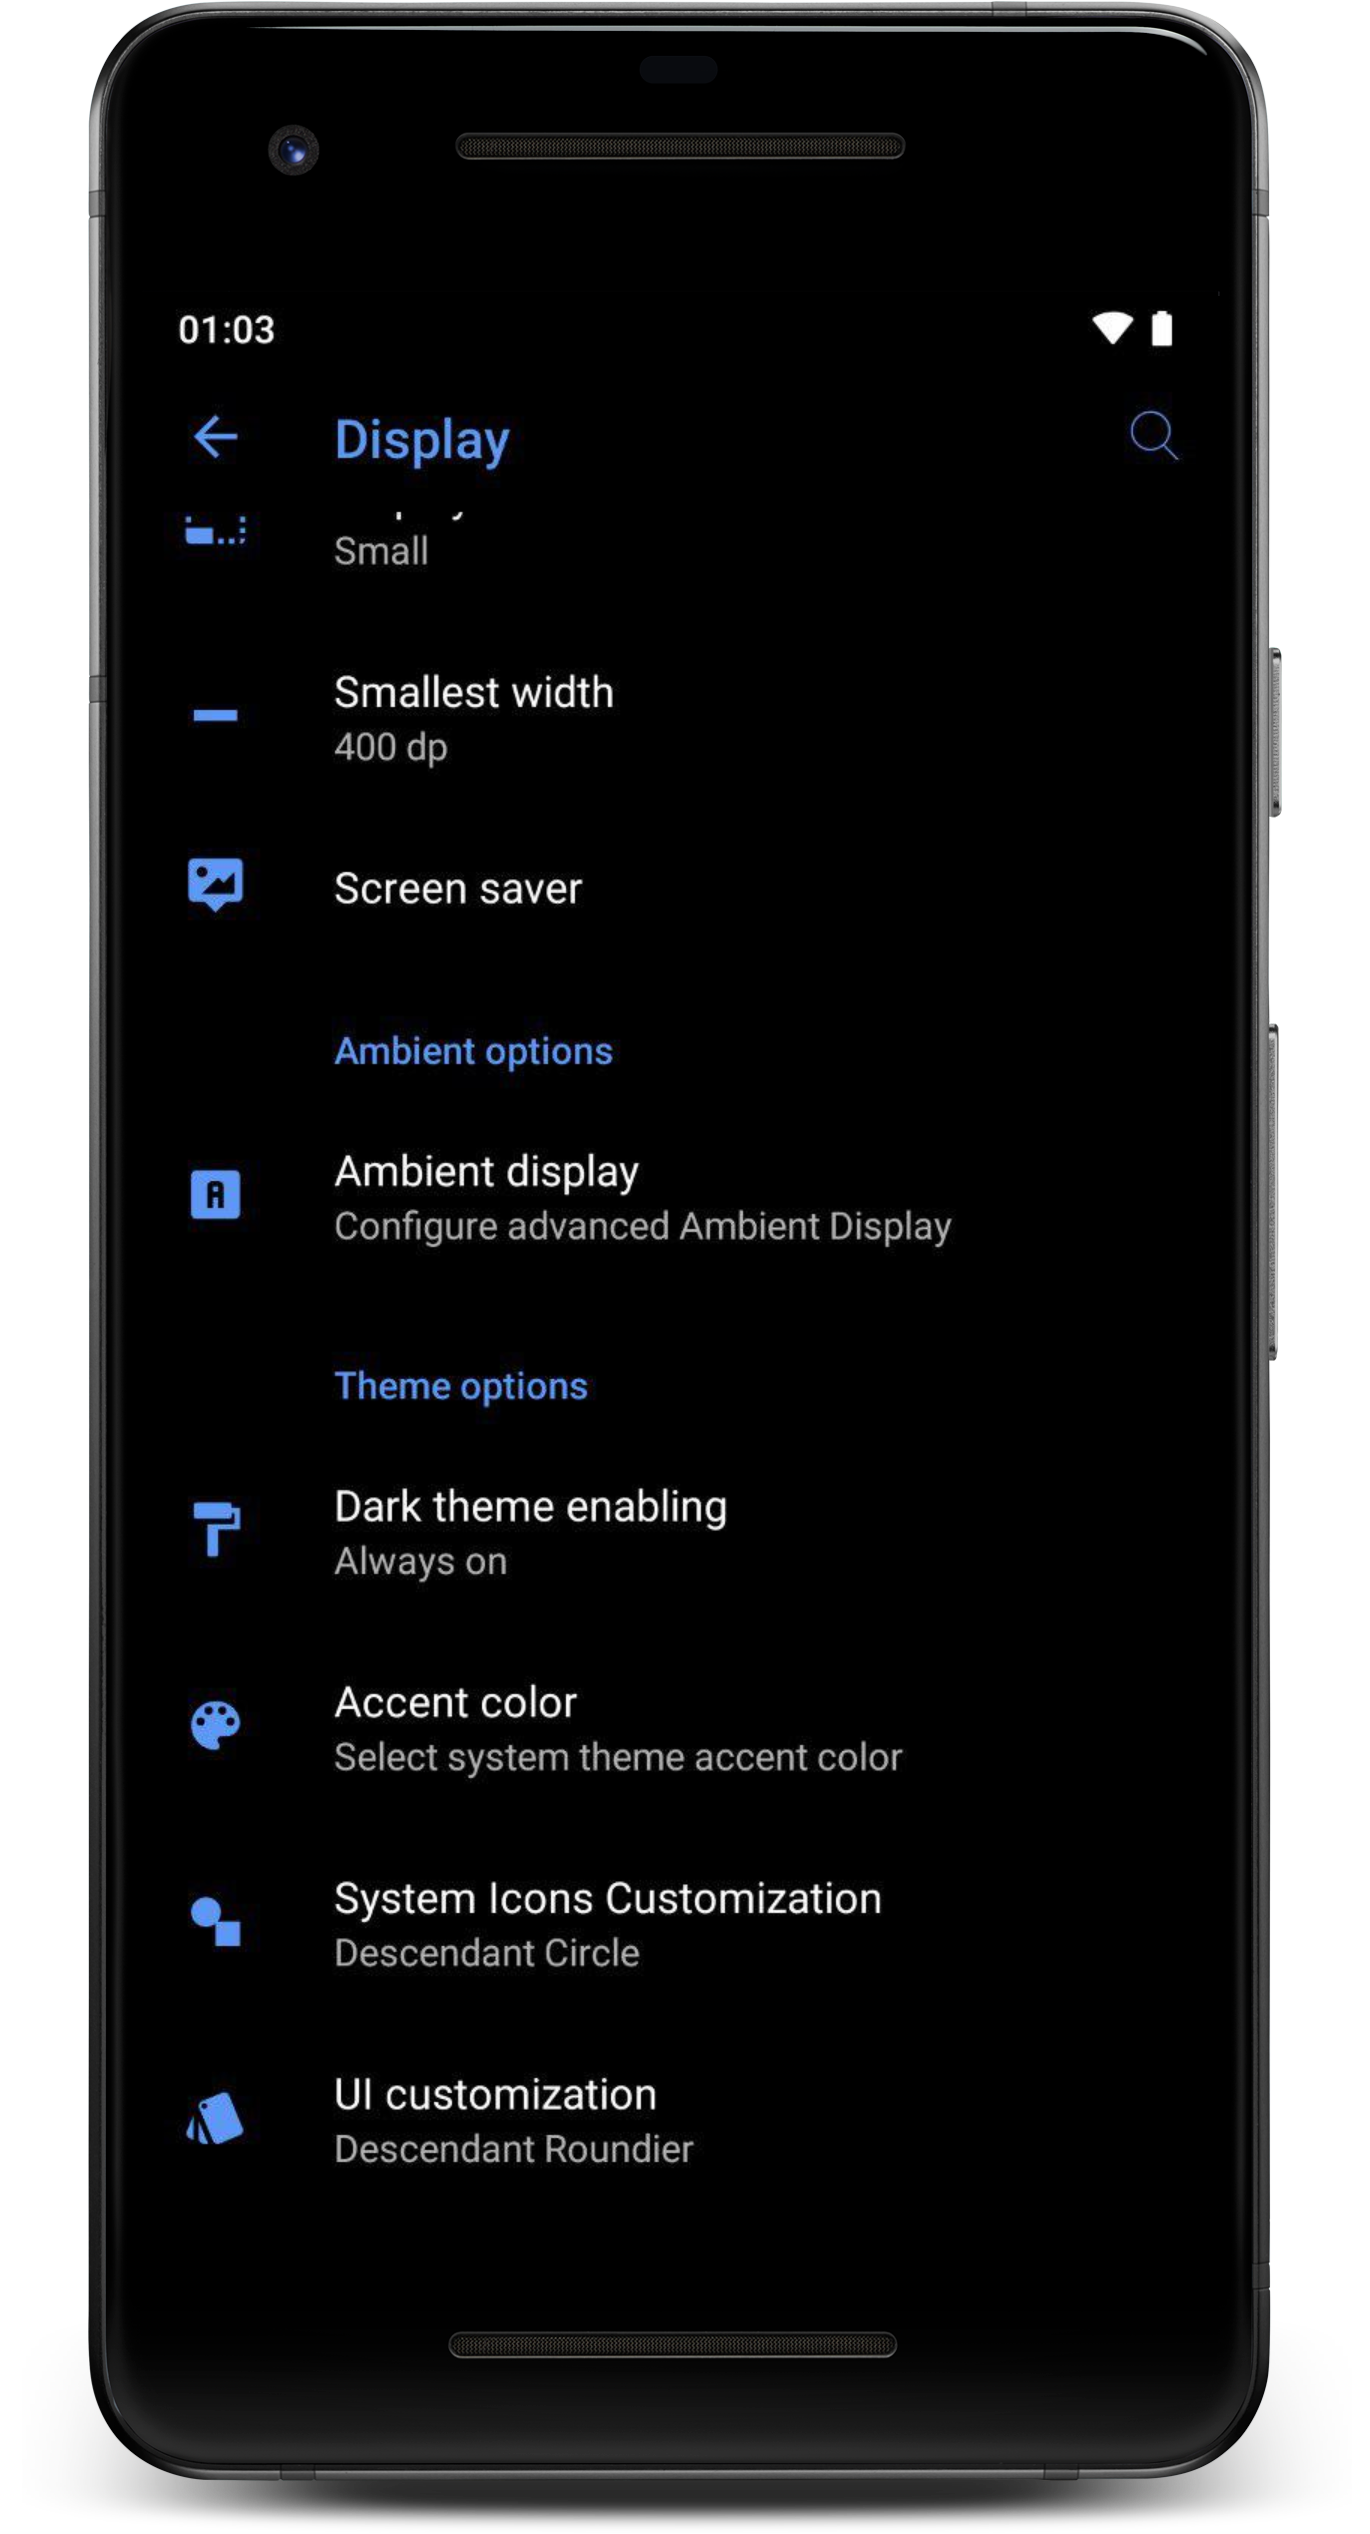 01:03
Display
Small
Smallest width
400 dp
Screen saver
Ambient options
Ambient display
Configure advanced Ambient Display
Theme options
Dark theme enabling
Always on
Accent color
Select system theme accent color
System Icons Customization
Descendant Circle
UI customization
Descendant Roundier